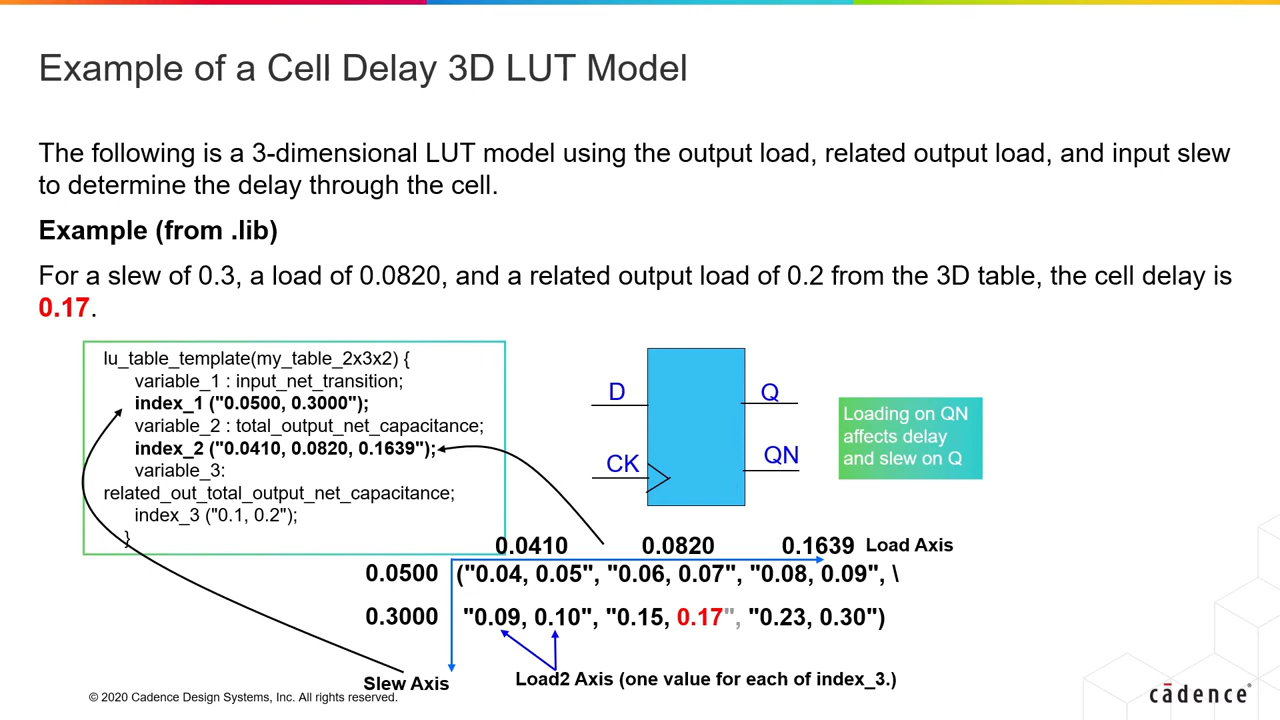 Example of a Cell Delay 3D LUT Model
The following is a 3-dimensional LUT model using the output load, related output load, and input slew
to determine the delay through the cell.
Example (from .lib)
For a slew of 0.3, a load of 0.0820, and a related output load of 0.2 from the 3D table, the cell delay is
0.17.
lu_table_template(my_table_2x3x2) {
variable_1 : input_net_transition;
index_1 ("0.0500, 0.3000");
variable_2 : total_output_net_capacitance;
index_2 ("0.0410, 0.0820, 0.1639");
variable_3:
related_out_total_output_net_capacitance;
index_3 ("0.1, 0.2");
}
D
Q
CK
QN
Loading on QN
affects delay
and slew on Q
0.0410 0.0820 0.1639 Load Axis
0.0500 ("0.04, 0.05", "0.06, 0.07", "0.08, 0.09", \
0.3000 "0.09, 0.10", "0.15, 0.17", "0.23, 0.30")
Slew Axis
Load2 Axis (one value for each of index_3.)
© 2020 Cadence Design Systems, Inc. All rights reserved.
cādence®